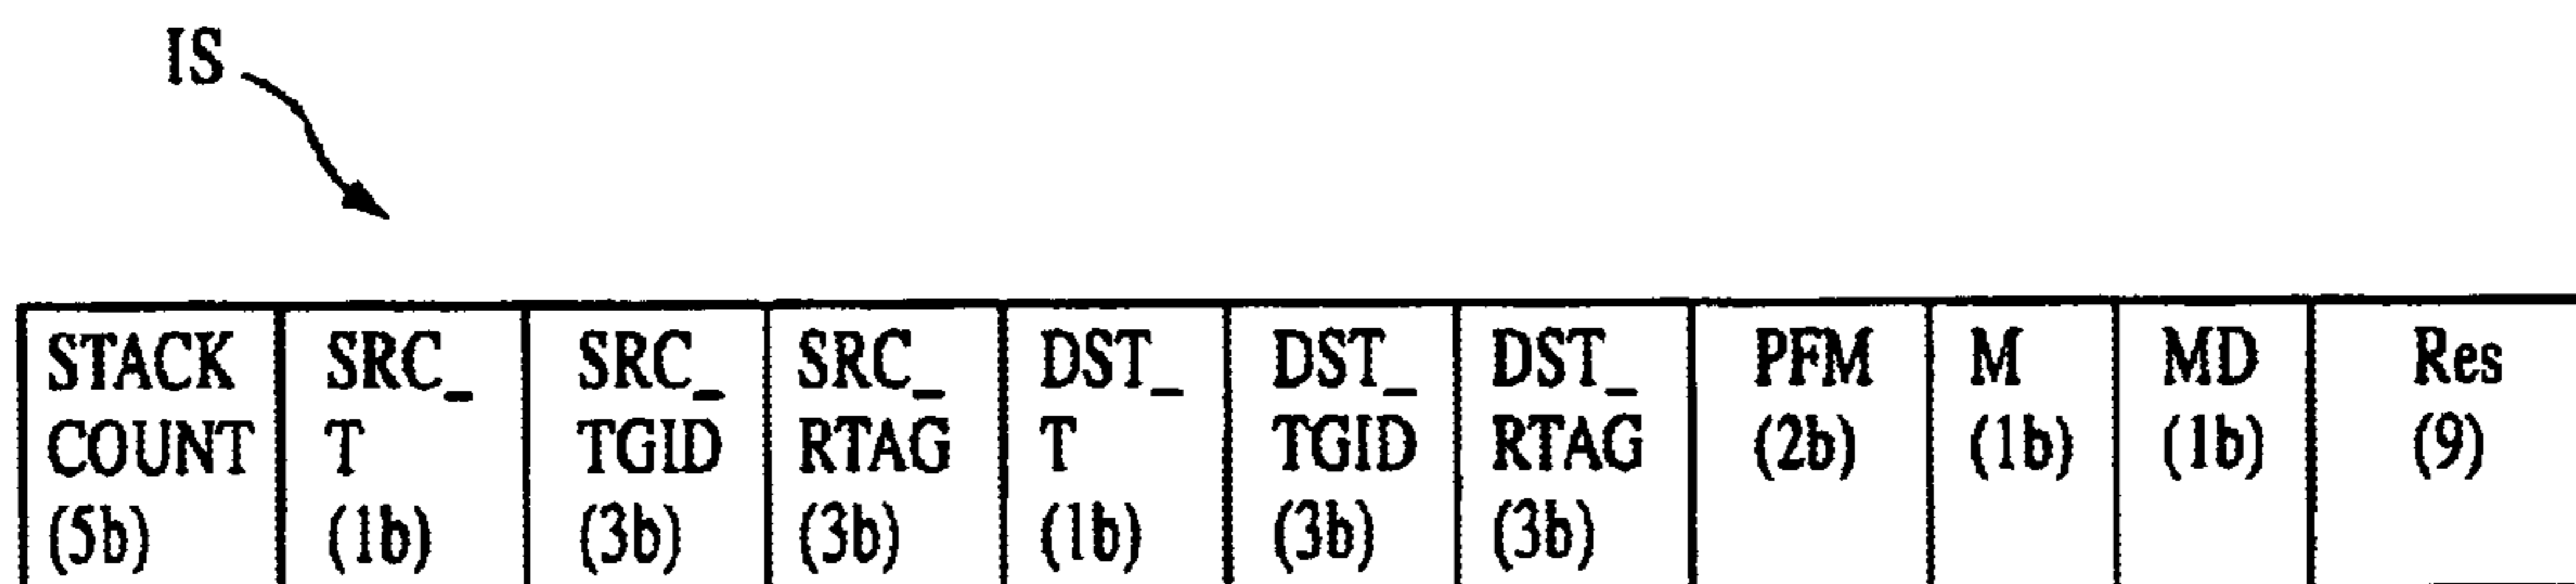 IS
STACK COUNT (5b)
SRC_ T (1b)
SRC_ TGID (3b)
SRC_ RTAG (3b)
DST_ T (1b)
DST_ TGID (3b)
DST_ RTAG (3b)
PFM (2b)
M (1b)
MD (1b)
Res (9)